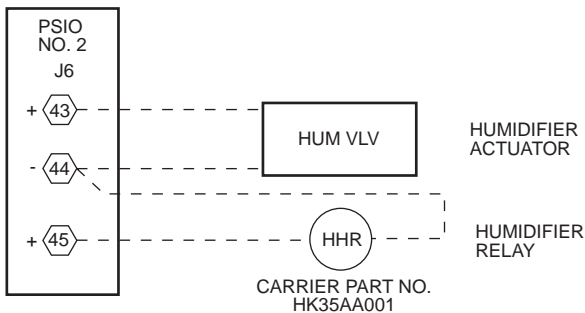 PSIO
NO. 2
J6
+ 43
- 44
+ 45
HUM VLV
HUMIDIFIER
ACTUATOR
HHR
HUMIDIFIER
RELAY
CARRIER PART NO.
HK35AA001